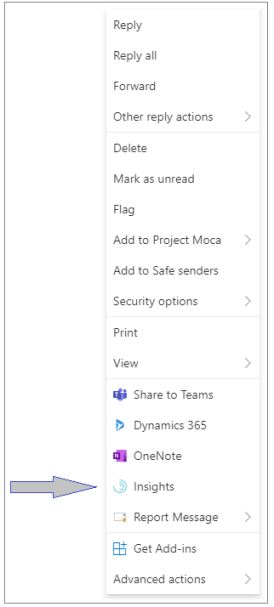 Reply
Reply all
Forward
Other reply actions
Delete
Mark as unread
Flag
Add to Project Moca
Add to Safe senders
Security options
Print
View
Share to Teams
Dynamics 365
OneNote
Insights
Report Message
Get Add-ins
Advanced actions